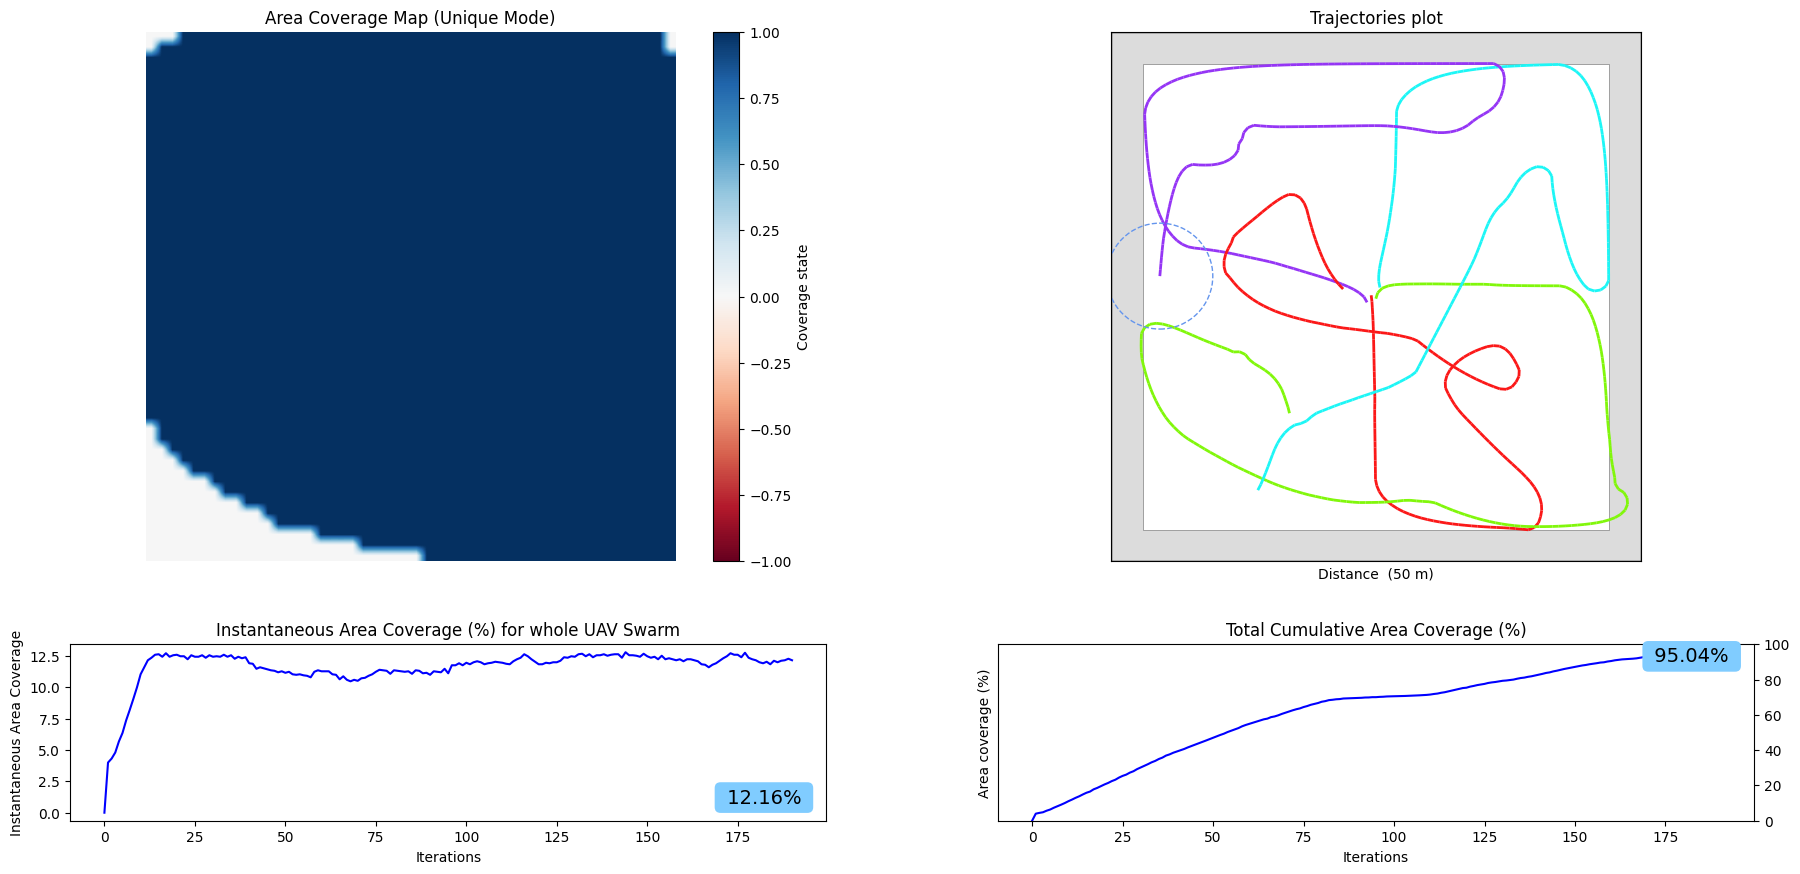 Area Coverage Map (Unique Mode)
1.00
0.75
0.50
0.25
0.00
−0.25
−0.50
−0.75
−1.00
Coverage state
Trajectories plot
Distance  (50 m)
Instantaneous Area Coverage (%) for whole UAV Swarm
Instantaneous Area Coverage
12.5
10.0
7.5
5.0
2.5
0.0
12.16%
0 25 50 75 100 125 150 175
Iterations
Total Cumulative Area Coverage (%)
Area coverage (%)
95.04%
100
80
60
40
20
0
0 25 50 75 100 125 150 175
Iterations